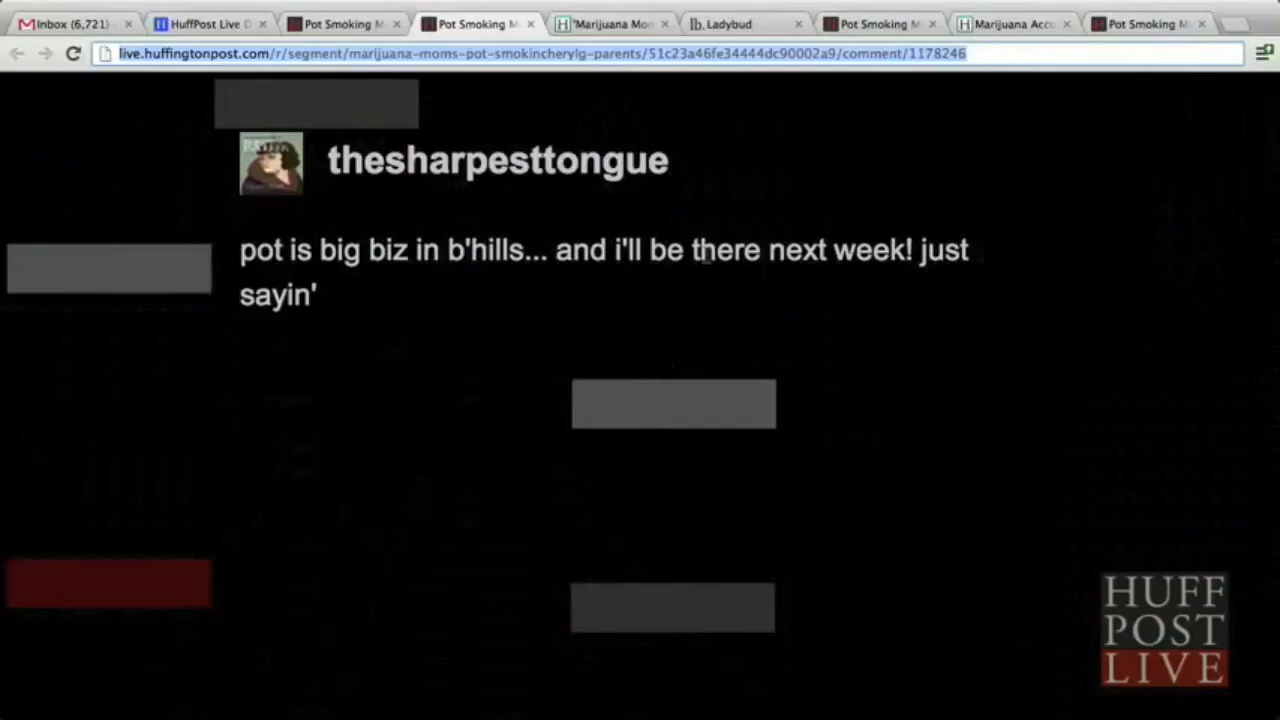 Inbox (6,721)
HuffPost Live D
Pot Smoking M
Pot Smoking M
"Marijuana Mom
lb, Ladybud
Pot Smoking M
Marijuana Acc
Pot Smoking M
live.huffingtonpost.com/r/segment/marijuana-moms-pot-smokincherylg-parents/51c23a46fe34444dc90002a9/comment/1178246
thesharpesttongue
pot is big biz in b'hills... and i'll be there next week! just
sayin'
HUFF
POST
LIVE